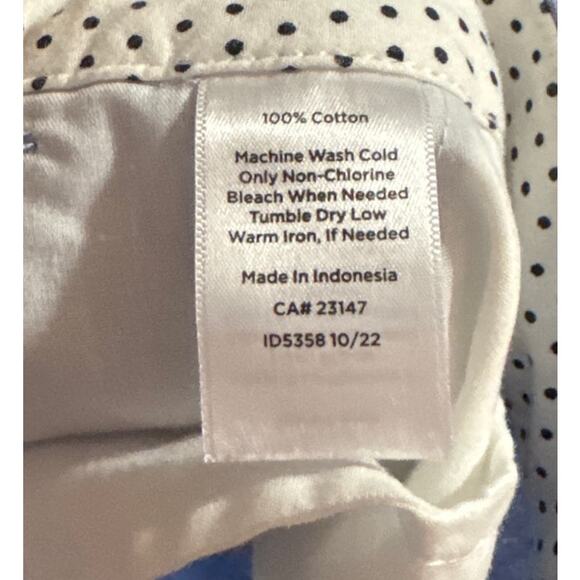 100% Cotton
Machine Wash Cold
Only Non-Chlorine
Bleach When Needed
Tumble Dry Low
Warm Iron, If Needed
Made In Indonesia
CA# 23147
ID5358 10/22